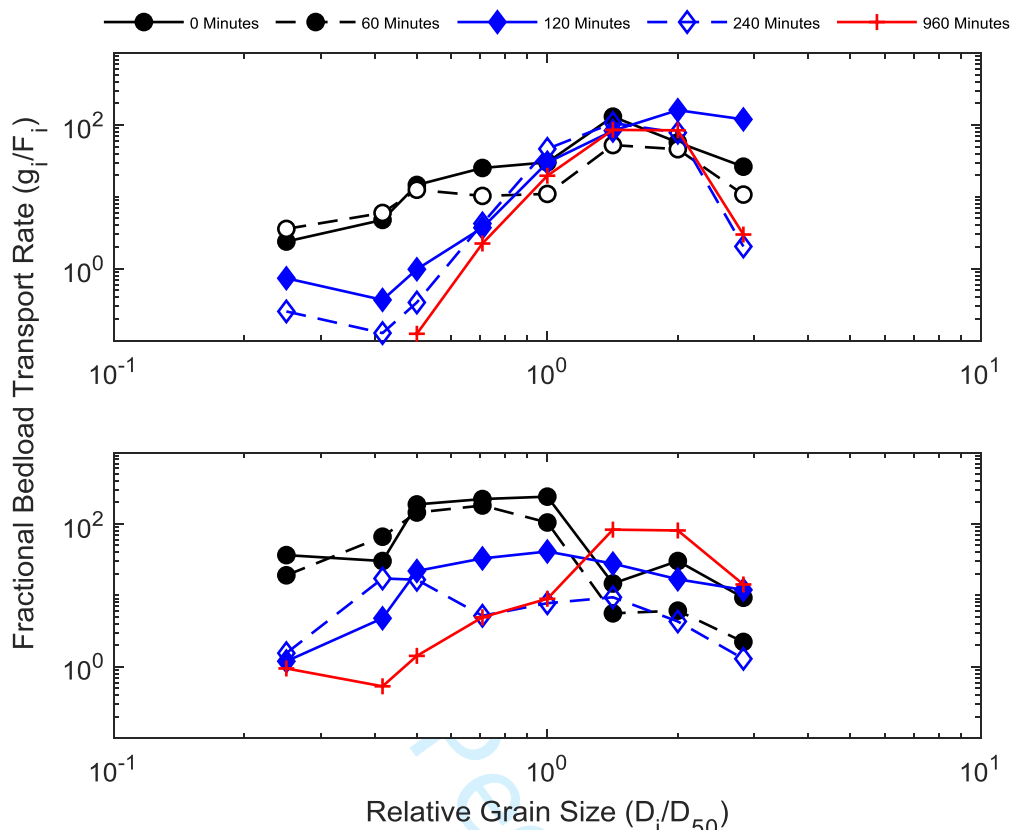 0 Minutes 60 Minutes 120 Minutes 240 Minutes 960 Minutes
10²
10⁰
10⁻¹ 10⁰ 10¹
Fractional Bedload Transport Rate (gᵢ/Fᵢ)
10²
10⁰
10⁻¹ 10⁰ 10¹
Relative Grain Size (Dᵢ/D₅₀)